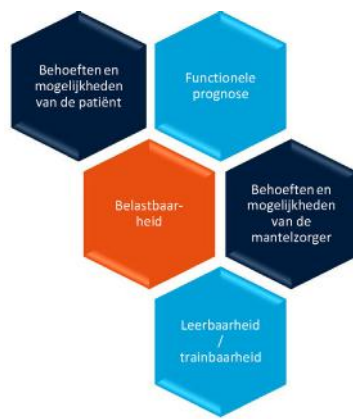 Behoeften en
mogelijkheden
van de patiënt
Functionele
prognose
Belastbaar-
heid
Behoeften en
mogelijkheden
van de
mantelzorger
Leerbaarheid
/
trainbaarheid